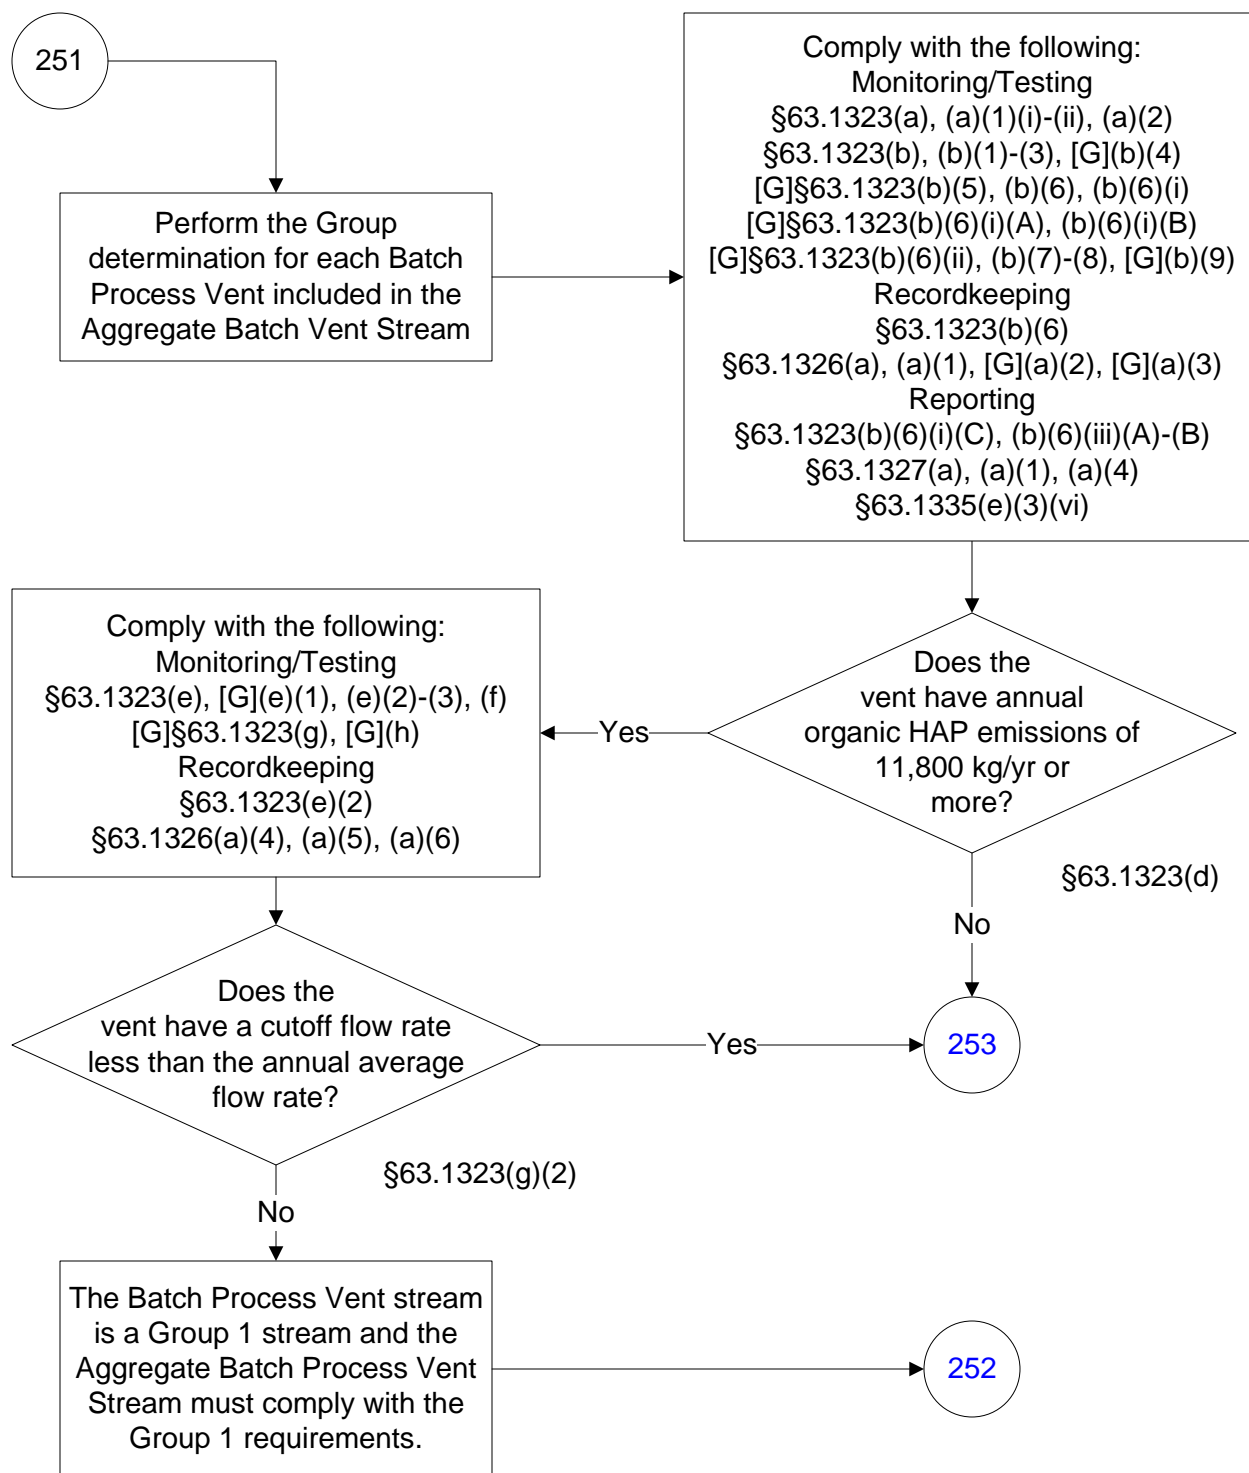 251
Perform the Group
determination for each Batch
Process Vent included in the
Aggregate Batch Vent Stream
Comply with the following:
Monitoring/Testing
§63.1323(a), (a)(1)(i)-(ii), (a)(2)
§63.1323(b), (b)(1)-(3), [G](b)(4)
[G]§63.1323(b)(5), (b)(6), (b)(6)(i)
[G]§63.1323(b)(6)(i)(A), (b)(6)(i)(B)
[G]§63.1323(b)(6)(ii), (b)(7)-(8), [G](b)(9)
Recordkeeping
§63.1323(b)(6)
§63.1326(a), (a)(1), [G](a)(2), [G](a)(3)
Reporting
§63.1323(b)(6)(i)(C), (b)(6)(iii)(A)-(B)
§63.1327(a), (a)(1), (a)(4)
§63.1335(e)(3)(vi)
Does the
vent have annual
organic HAP emissions of
11,800 kg/yr or
more?
§63.1323(d)
Yes
No
Comply with the following:
Monitoring/Testing
§63.1323(e), [G](e)(1), (e)(2)-(3), (f)
[G]§63.1323(g), [G](h)
Recordkeeping
§63.1323(e)(2)
§63.1326(a)(4), (a)(5), (a)(6)
Does the
vent have a cutoff flow rate
less than the annual average
flow rate?
§63.1323(g)(2)
Yes
253
No
The Batch Process Vent stream
is a Group 1 stream and the
Aggregate Batch Process Vent
Stream must comply with the
Group 1 requirements.
252